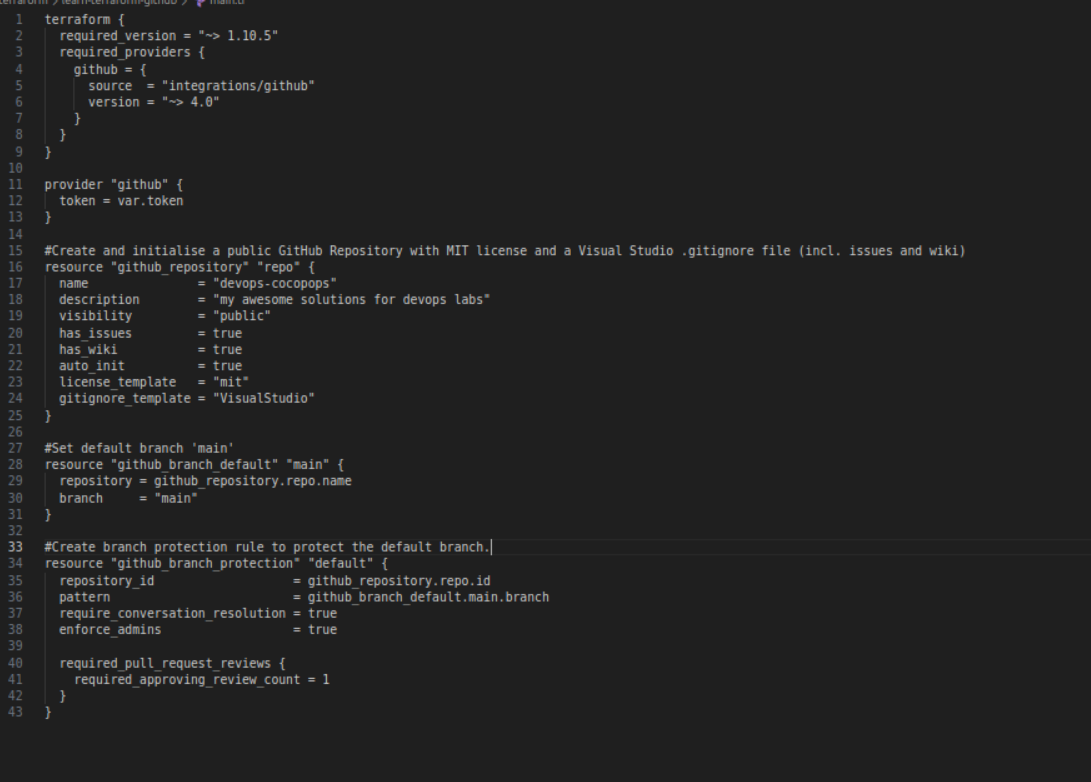 terraform > learn-terraform-github > main.tf
1 terraform {
2   required_version = "~> 1.10.5"
3   required_providers {
4     github = {
5       source  = "integrations/github"
6       version = "~> 4.0"
7     }
8   }
9 }
10
11 provider "github" {
12   token = var.token
13 }
14
15 #Create and initialise a public GitHub Repository with MIT license and a Visual Studio .gitignore file (incl. issues and wiki)
16 resource "github_repository" "repo" {
17   name               = "devops-cocopops"
18   description        = "my awesome solutions for devops labs"
19   visibility         = "public"
20   has_issues         = true
21   has_wiki           = true
22   auto_init          = true
23   license_template   = "mit"
24   gitignore_template = "VisualStudio"
25 }
26
27 #Set default branch 'main'
28 resource "github_branch_default" "main" {
29   repository = github_repository.repo.name
30   branch     = "main"
31 }
32
33 #Create branch protection rule to protect the default branch.
34 resource "github_branch_protection" "default" {
35   repository_id                   = github_repository.repo.id
36   pattern                         = github_branch_default.main.branch
37   require_conversation_resolution = true
38   enforce_admins                  = true
39
40   required_pull_request_reviews {
41     required_approving_review_count = 1
42   }
43 }